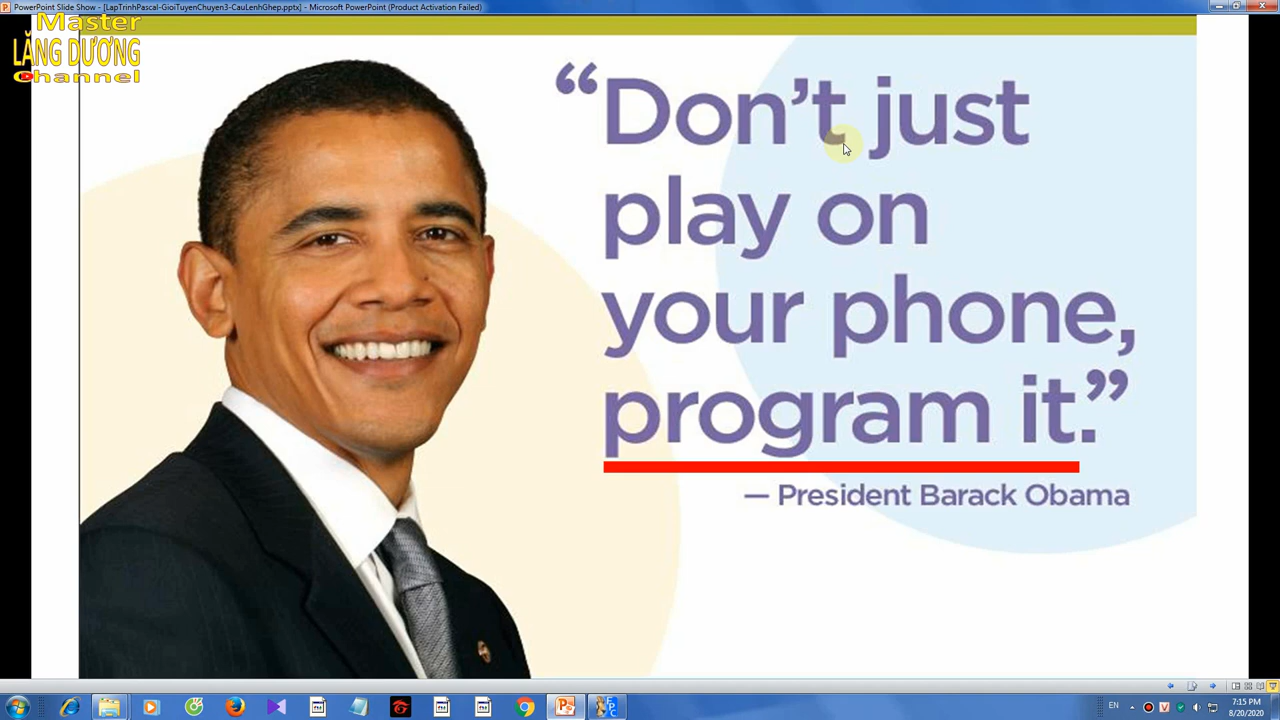 PowerPoint Slide Show - [LapTrinhPascal-GioiTuyenChuyen3-CauLenhGhep.pptx] - Microsoft PowerPoint (Product Activation Failed)
Master
LĂNG DƯƠNG
Channel
“Don’t just
play on
your phone,
program it.”
— President Barack Obama
EN
7:15 PM
8/20/2020